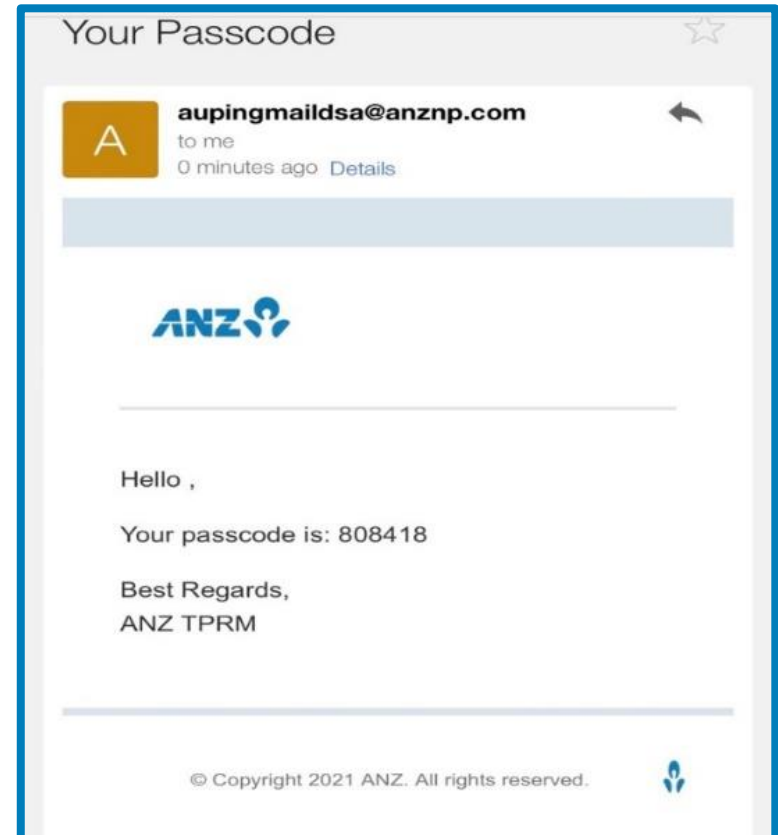 Your Passcode
A
aupingmaildsa@anznp.com
to me
0 minutes ago Details
ANZ
Hello ,
Your passcode is: 808418
Best Regards,
ANZ TPRM
© Copyright 2021 ANZ. All rights reserved.